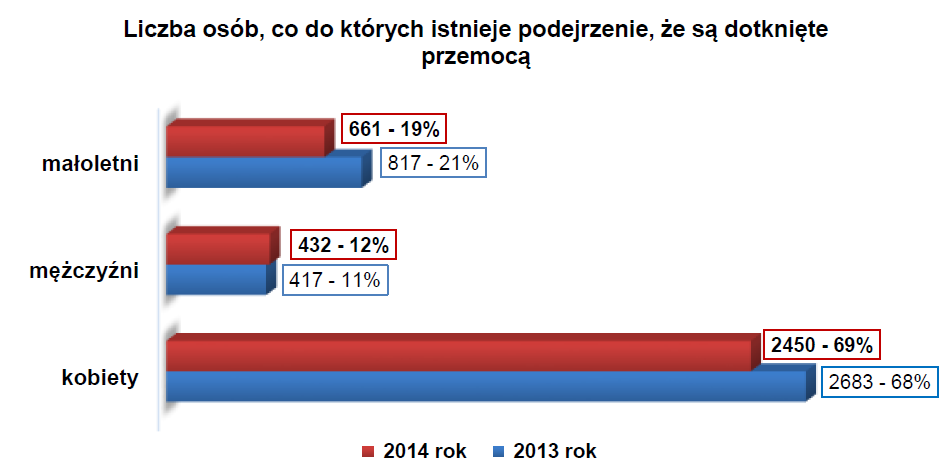 Liczba osób, co do których istnieje podejrzenie, że są dotknięte
przemocą
małoletni
661 - 19%
817 - 21%
mężczyźni
432 - 12%
417 - 11%
kobiety
2450 - 69%
2683 - 68%
2014 rok
2013 rok